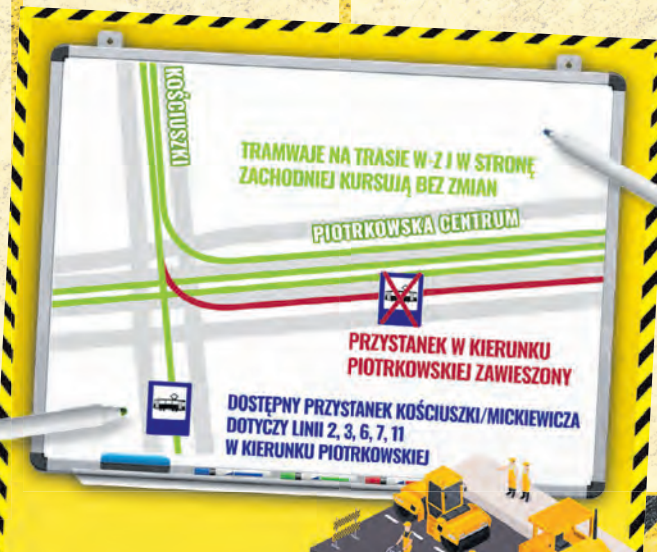 KOŚCIUSZKI
TRAMWAJE NA TRASIE W-Z I W STRONĘ
ZACHODNIEJ KURSUJĄ BEZ ZMIAN
PIOTRKOWSKA CENTRUM
PRZYSTANEK W KIERUNKU
PIOTRKOWSKIEJ ZAWIESZONY
DOSTĘPNY PRZYSTANEK KOŚCIUSZKI/MICKIEWICZA
DOTYCZY LINII 2, 3, 6, 7, 11
W KIERUNKU PIOTRKOWSKIEJ